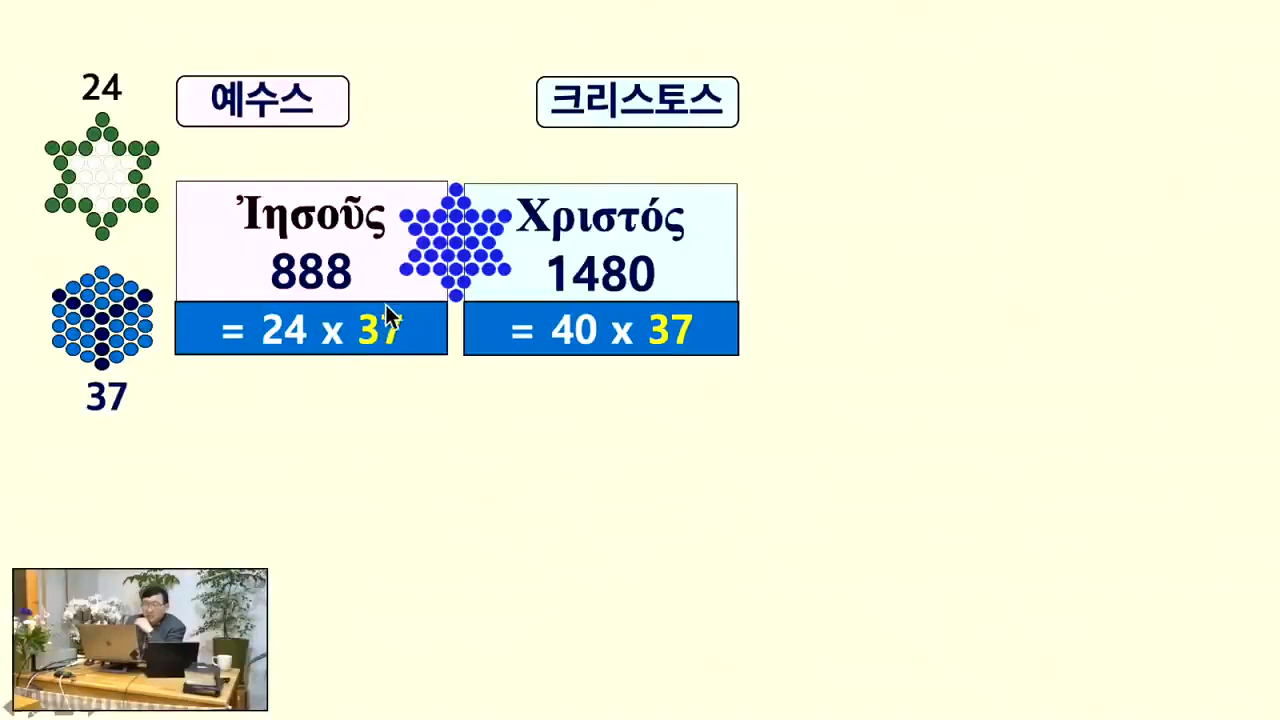 24
예수스
크리스토스
Ἰησοῦς
888
= 24 x 37
Χριστός
1480
= 40 x 37
37